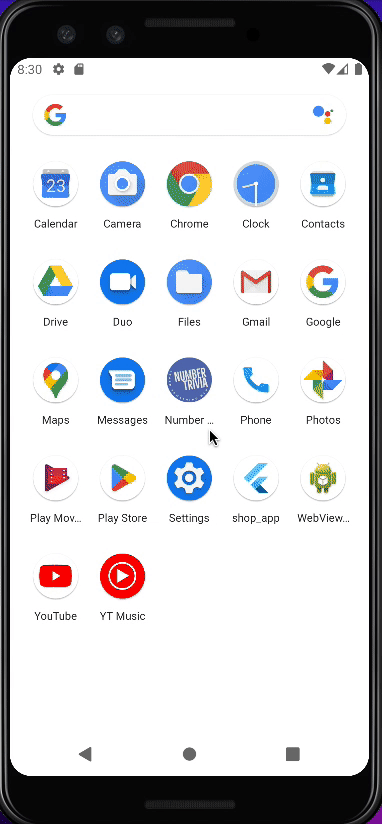 8:30
23
Calendar Camera Chrome Clock Contacts
Drive Duo Files Gmail Google
NUMBER
TRIVIA
Maps Messages Number ... Phone Photos
Play Mov... Play Store Settings shop_app WebView...
YouTube YT Music